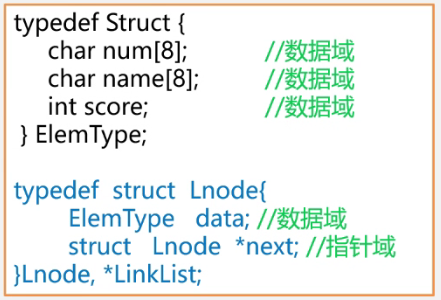 typedef Struct {
char num[8]; //数据域
char name[8]; //数据域
int score; //数据域
} ElemType;
typedef struct Lnode{
ElemType data; //数据域
struct Lnode *next; //指针域
}Lnode, *LinkList;